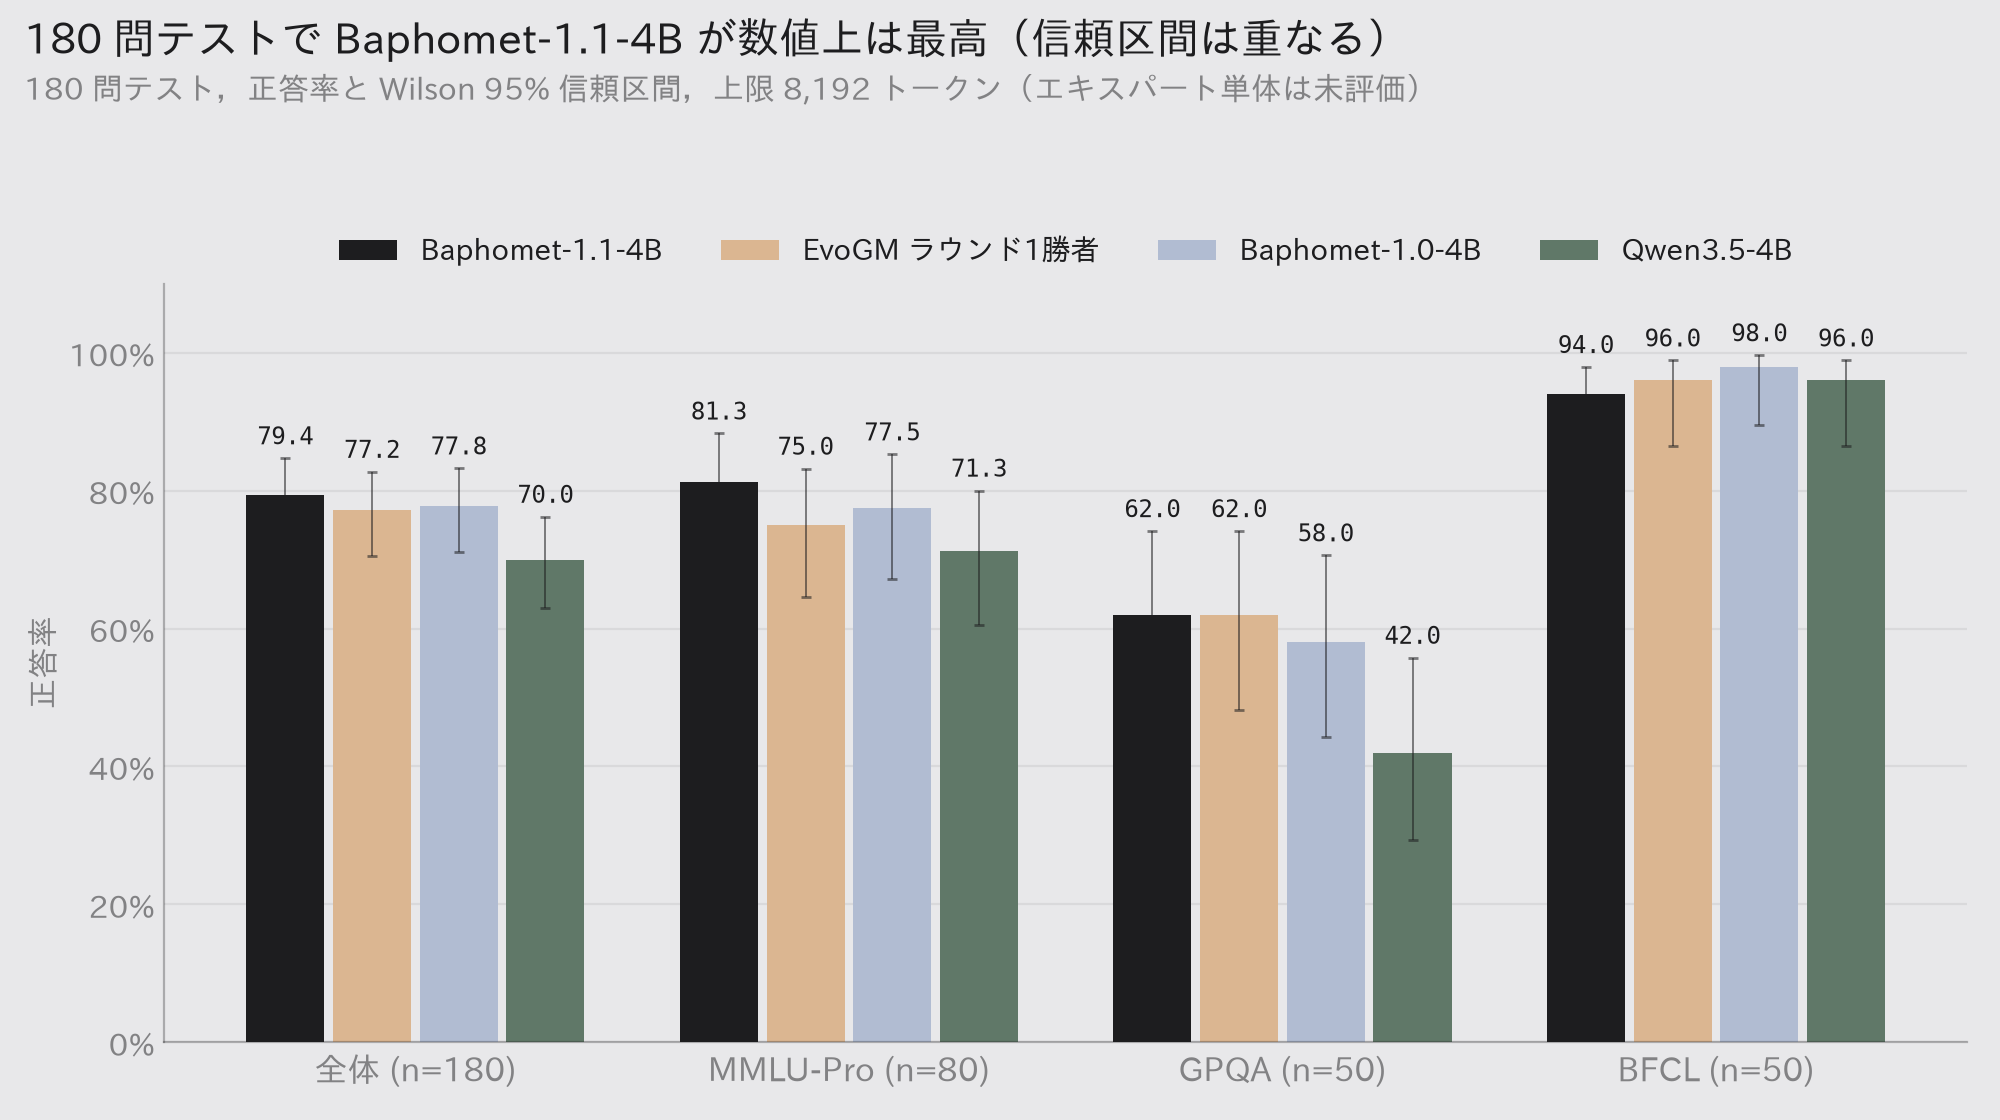 180 問テストで Baphomet-1.1-4B が数値上は最高（信頼区間は重なる）
180 問テスト，正答率と Wilson 95% 信頼区間，上限 8,192 トークン（エキスパート単体は未評価）
Baphomet-1.1-4B EvoGM ラウンド1勝者 Baphomet-1.0-4B Qwen3.5-4B
正答率
100%
80%
60%
40%
20%
0%
79.4 77.2 77.8 70.0
81.3 75.0 77.5 71.3
62.0 62.0 58.0 42.0
94.0 96.0 98.0 96.0
全体 (n=180) MMLU-Pro (n=80) GPQA (n=50) BFCL (n=50)